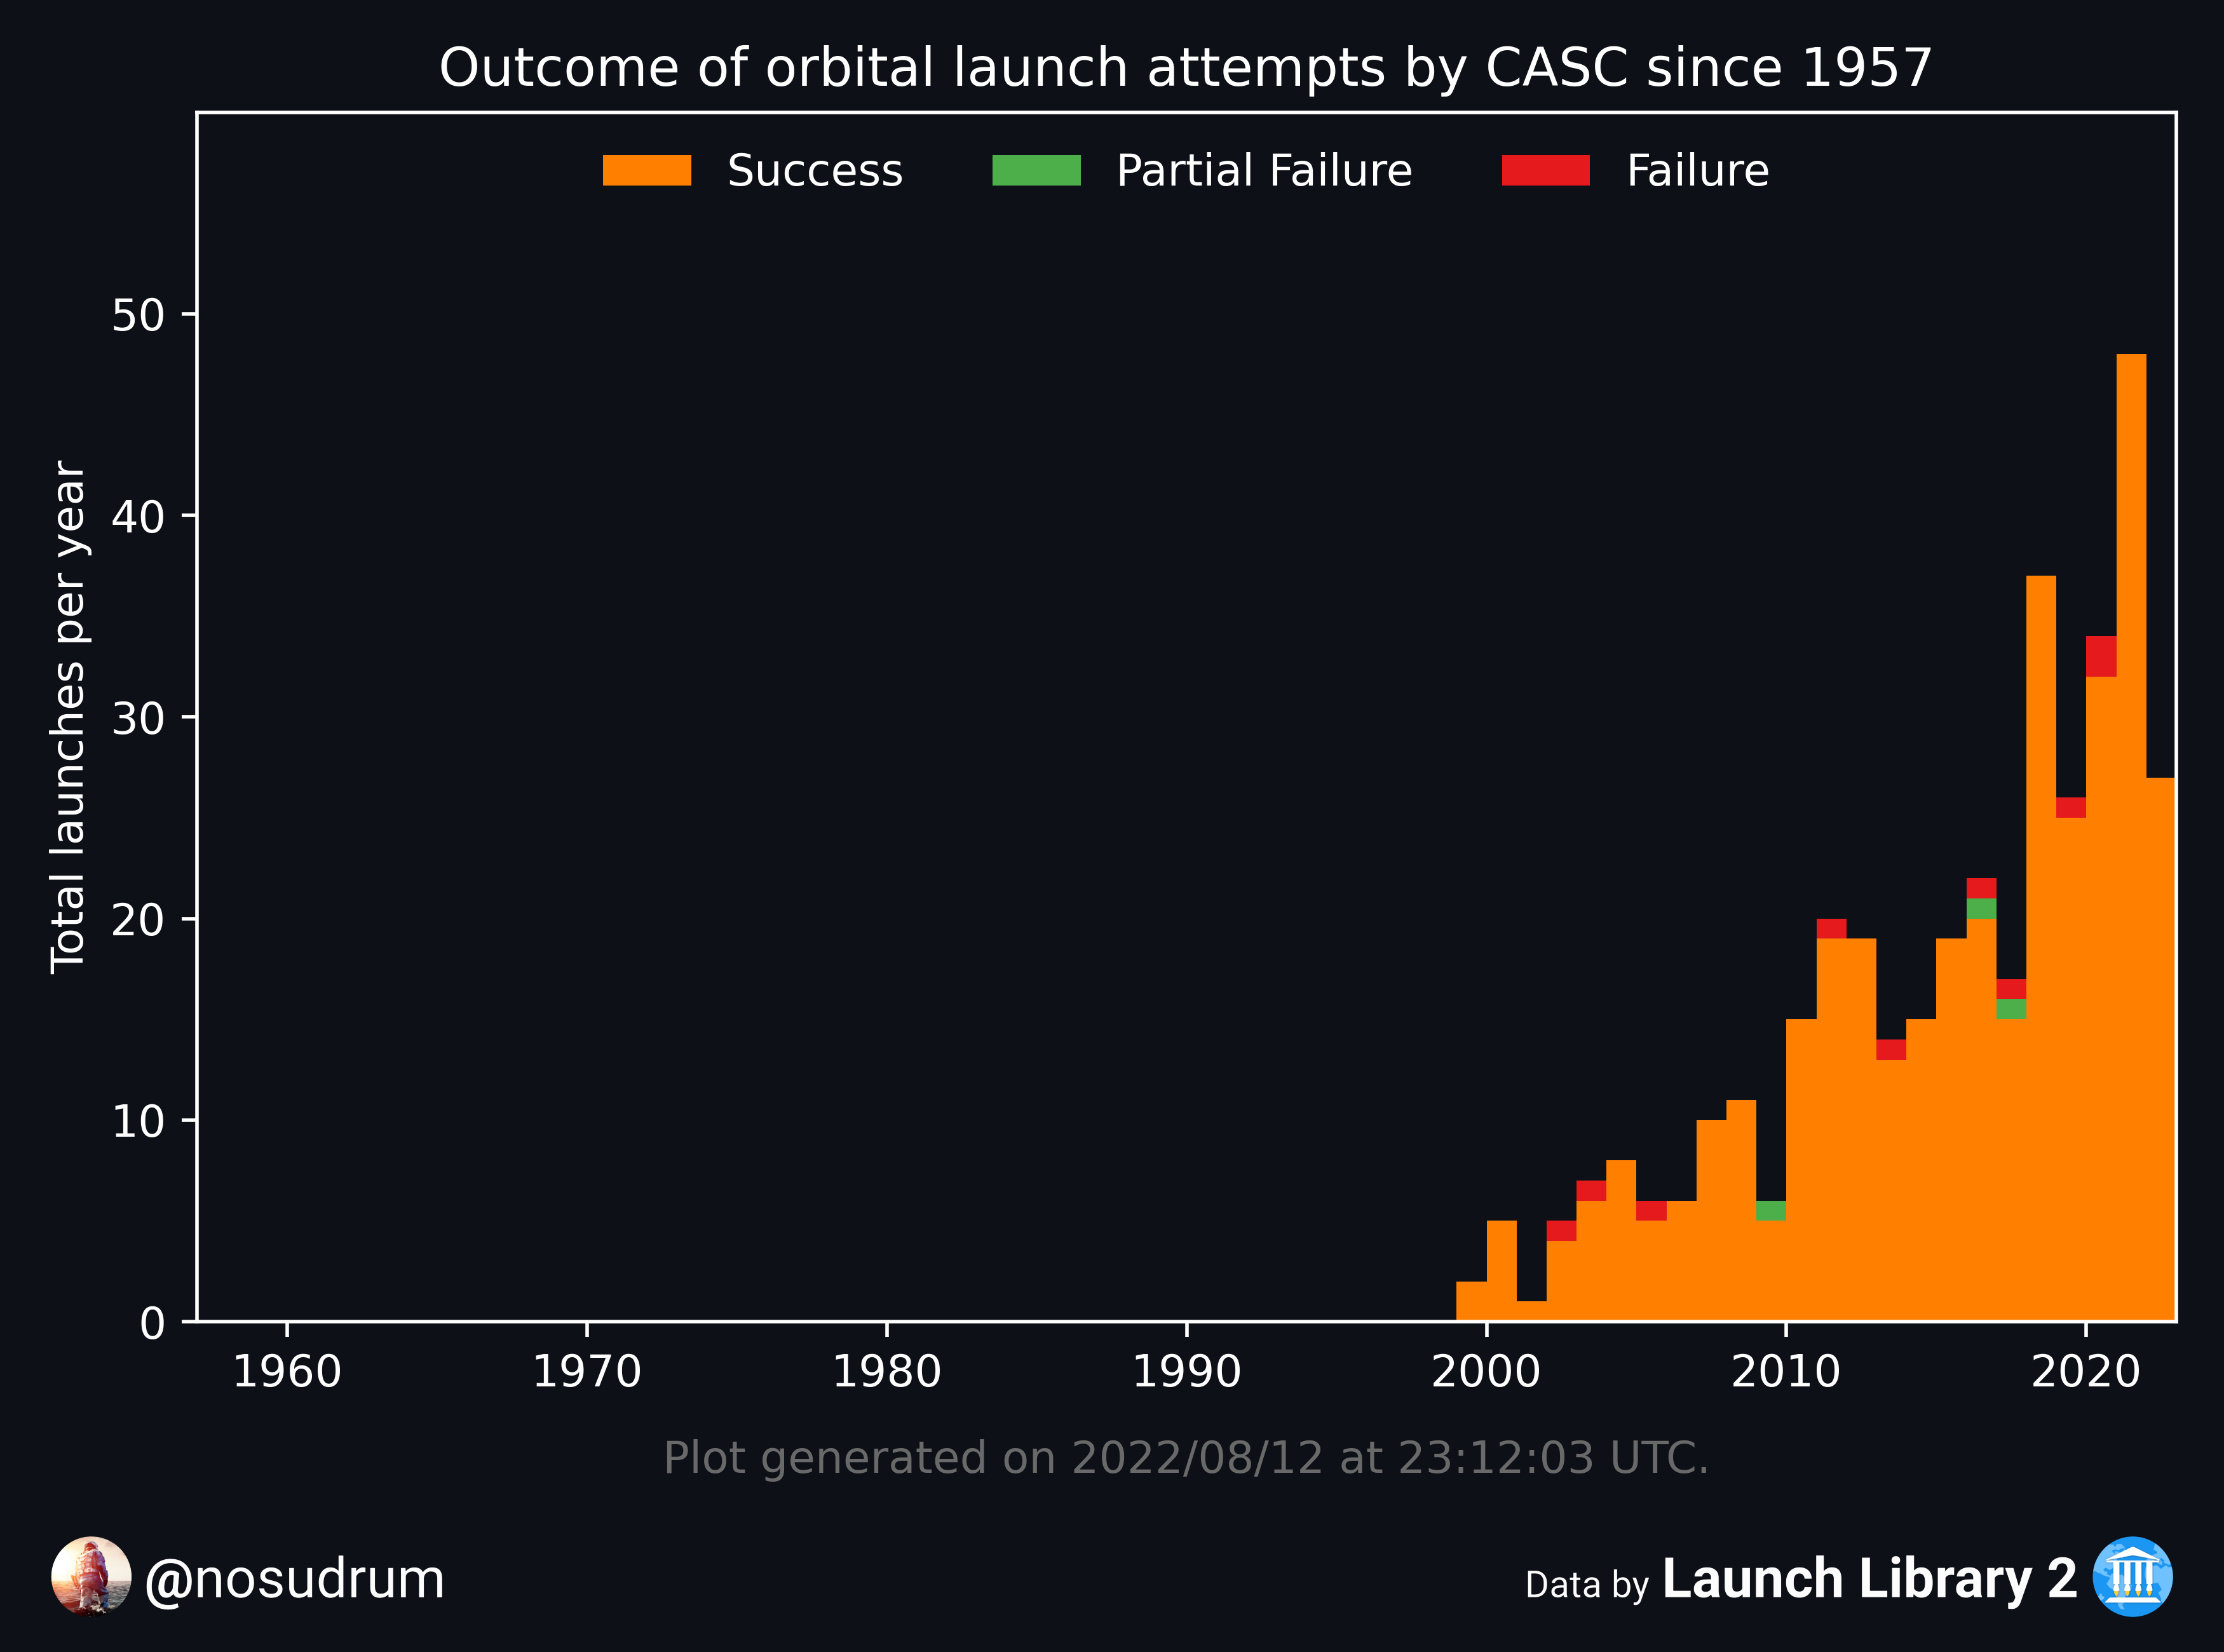 Outcome of orbital launch attempts by CASC since 1957
Success Partial Failure Failure
Total launches per year
50
40
30
20
10
0
1960 1970 1980 1990 2000 2010 2020
Plot generated on 2022/08/12 at 23:12:03 UTC.
@nosudrum
Data by Launch Library 2